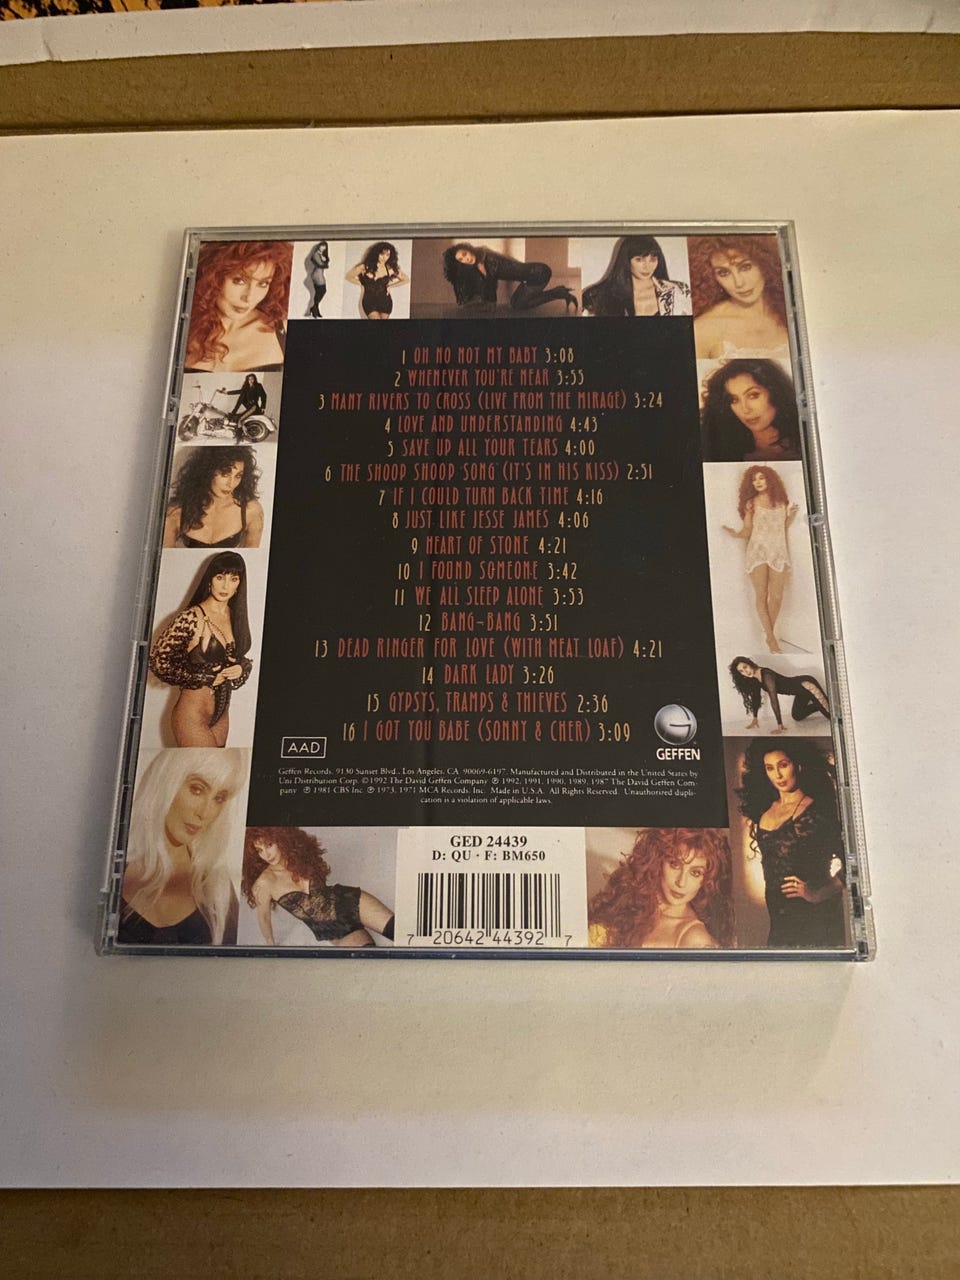 1 OH NO NOT MY BABY 3:08
2 WHENEVER YOU'RE NEAR 3:55
3 MANY RIVERS TO CROSS (LIVE FROM THE MIRAGE) 3:24
4 LOVE AND UNDERSTANDING 4:43
5 SAVE UP ALL YOUR TEARS 4:00
6 THE SHOOP SHOOP SONG (IT'S IN HIS KISS) 2:51
7 IF I COULD TURN BACK TIME 4:16
8 JUST LIKE JESSE JAMES 4:06
9 HEART OF STONE 4:21
10 I FOUND SOMEONE 3:42
11 WE ALL SLEEP ALONE 3:53
12 BANG-BANG 3:51
13 DEAD RINGER FOR LOVE (WITH MEAT LOAF) 4:21
14 DARK LADY 3:26
15 GYPSYS, TRAMPS & THIEVES 2:36
16 I GOT YOU BABE (SONNY & CHER) 3:09
AAD
GEFFEN
Geffen Records, 9130 Sunset Blvd., Los Angeles, CA 90069-6197. Manufactured and Distributed in the United States by
Uni Distribution Corp. ©1992 The David Geffen Company ℗ 1992, 1991, 1990, 1989, 1987 The David Geffen Com-
pany ℗ 1981 CBS Inc. ℗ 1973, 1971 MCA Records, Inc. Made in U.S.A. All Rights Reserved. Unauthorized dupli-
cation is a violation of applicable laws.
GED 24439
D: QU · F: BM650
7 20642 44392 7